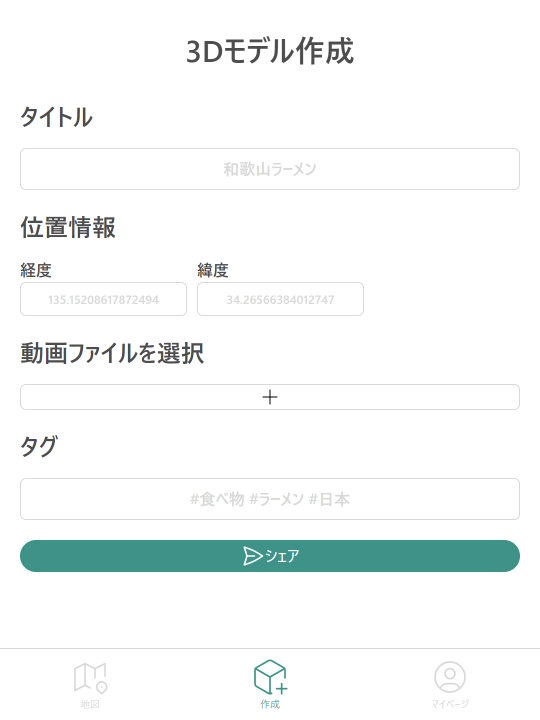 3Dモデル作成
タイトル
和歌山ラーメン
位置情報
経度 緯度
135.15208617872494 34.26566384012747
動画ファイルを選択
タグ
#食べ物 #ラーメン #日本
シェア
地図 作成 マイページ